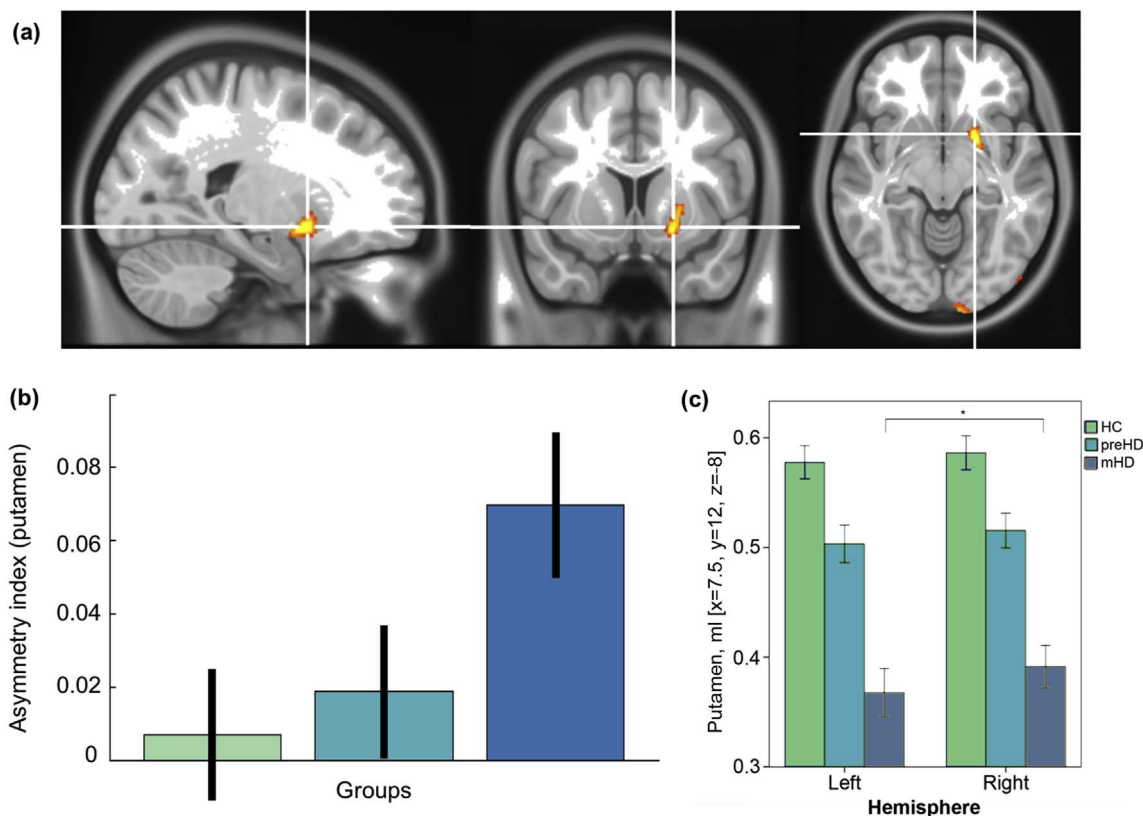 (a)
(b)
Asymmetry index (putamen)
0.08
0.06
0.04
0.02
0
Groups
(c)
Putamen, ml [x=7.5, y=12, z=-8]
0.6
0.5
0.4
0.3
*
HC
preHD
mHD
Left
Right
Hemisphere